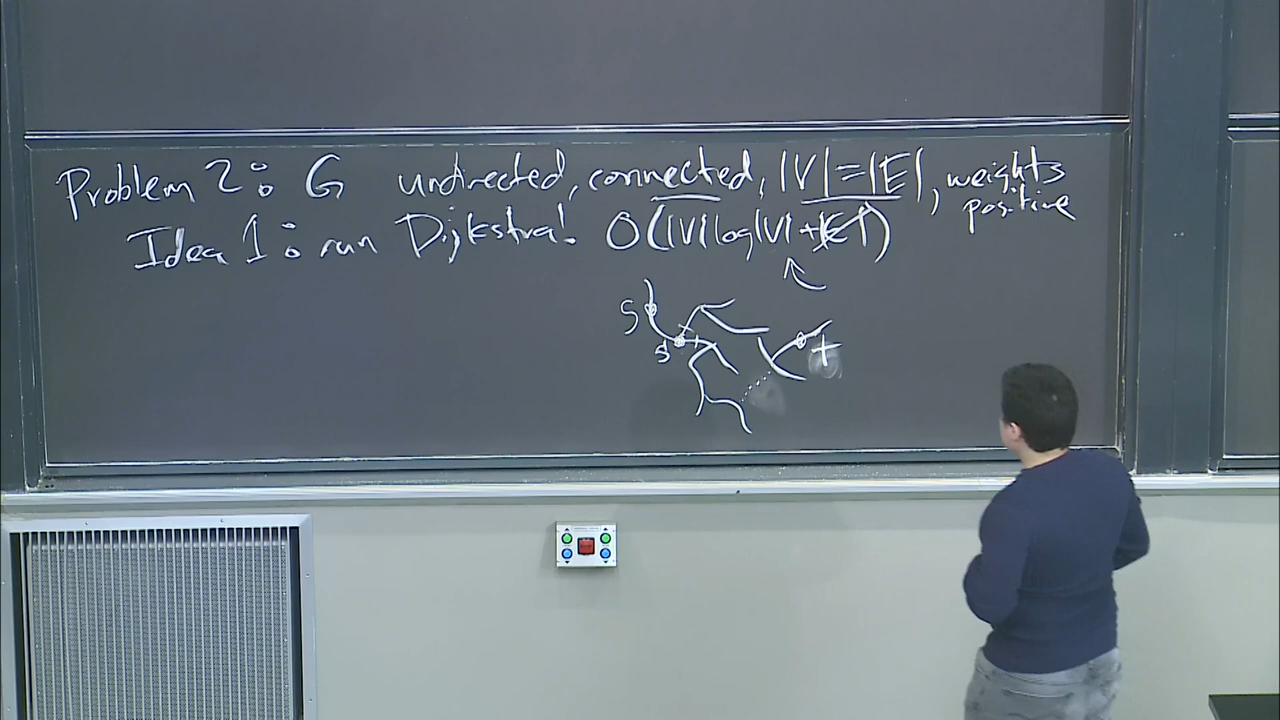 Problem 2: G undirected, connected, |V|=|E|, weights positive
Idea 1: run Dijkstra! O(|V|log|V|+|E|)
S
s
t